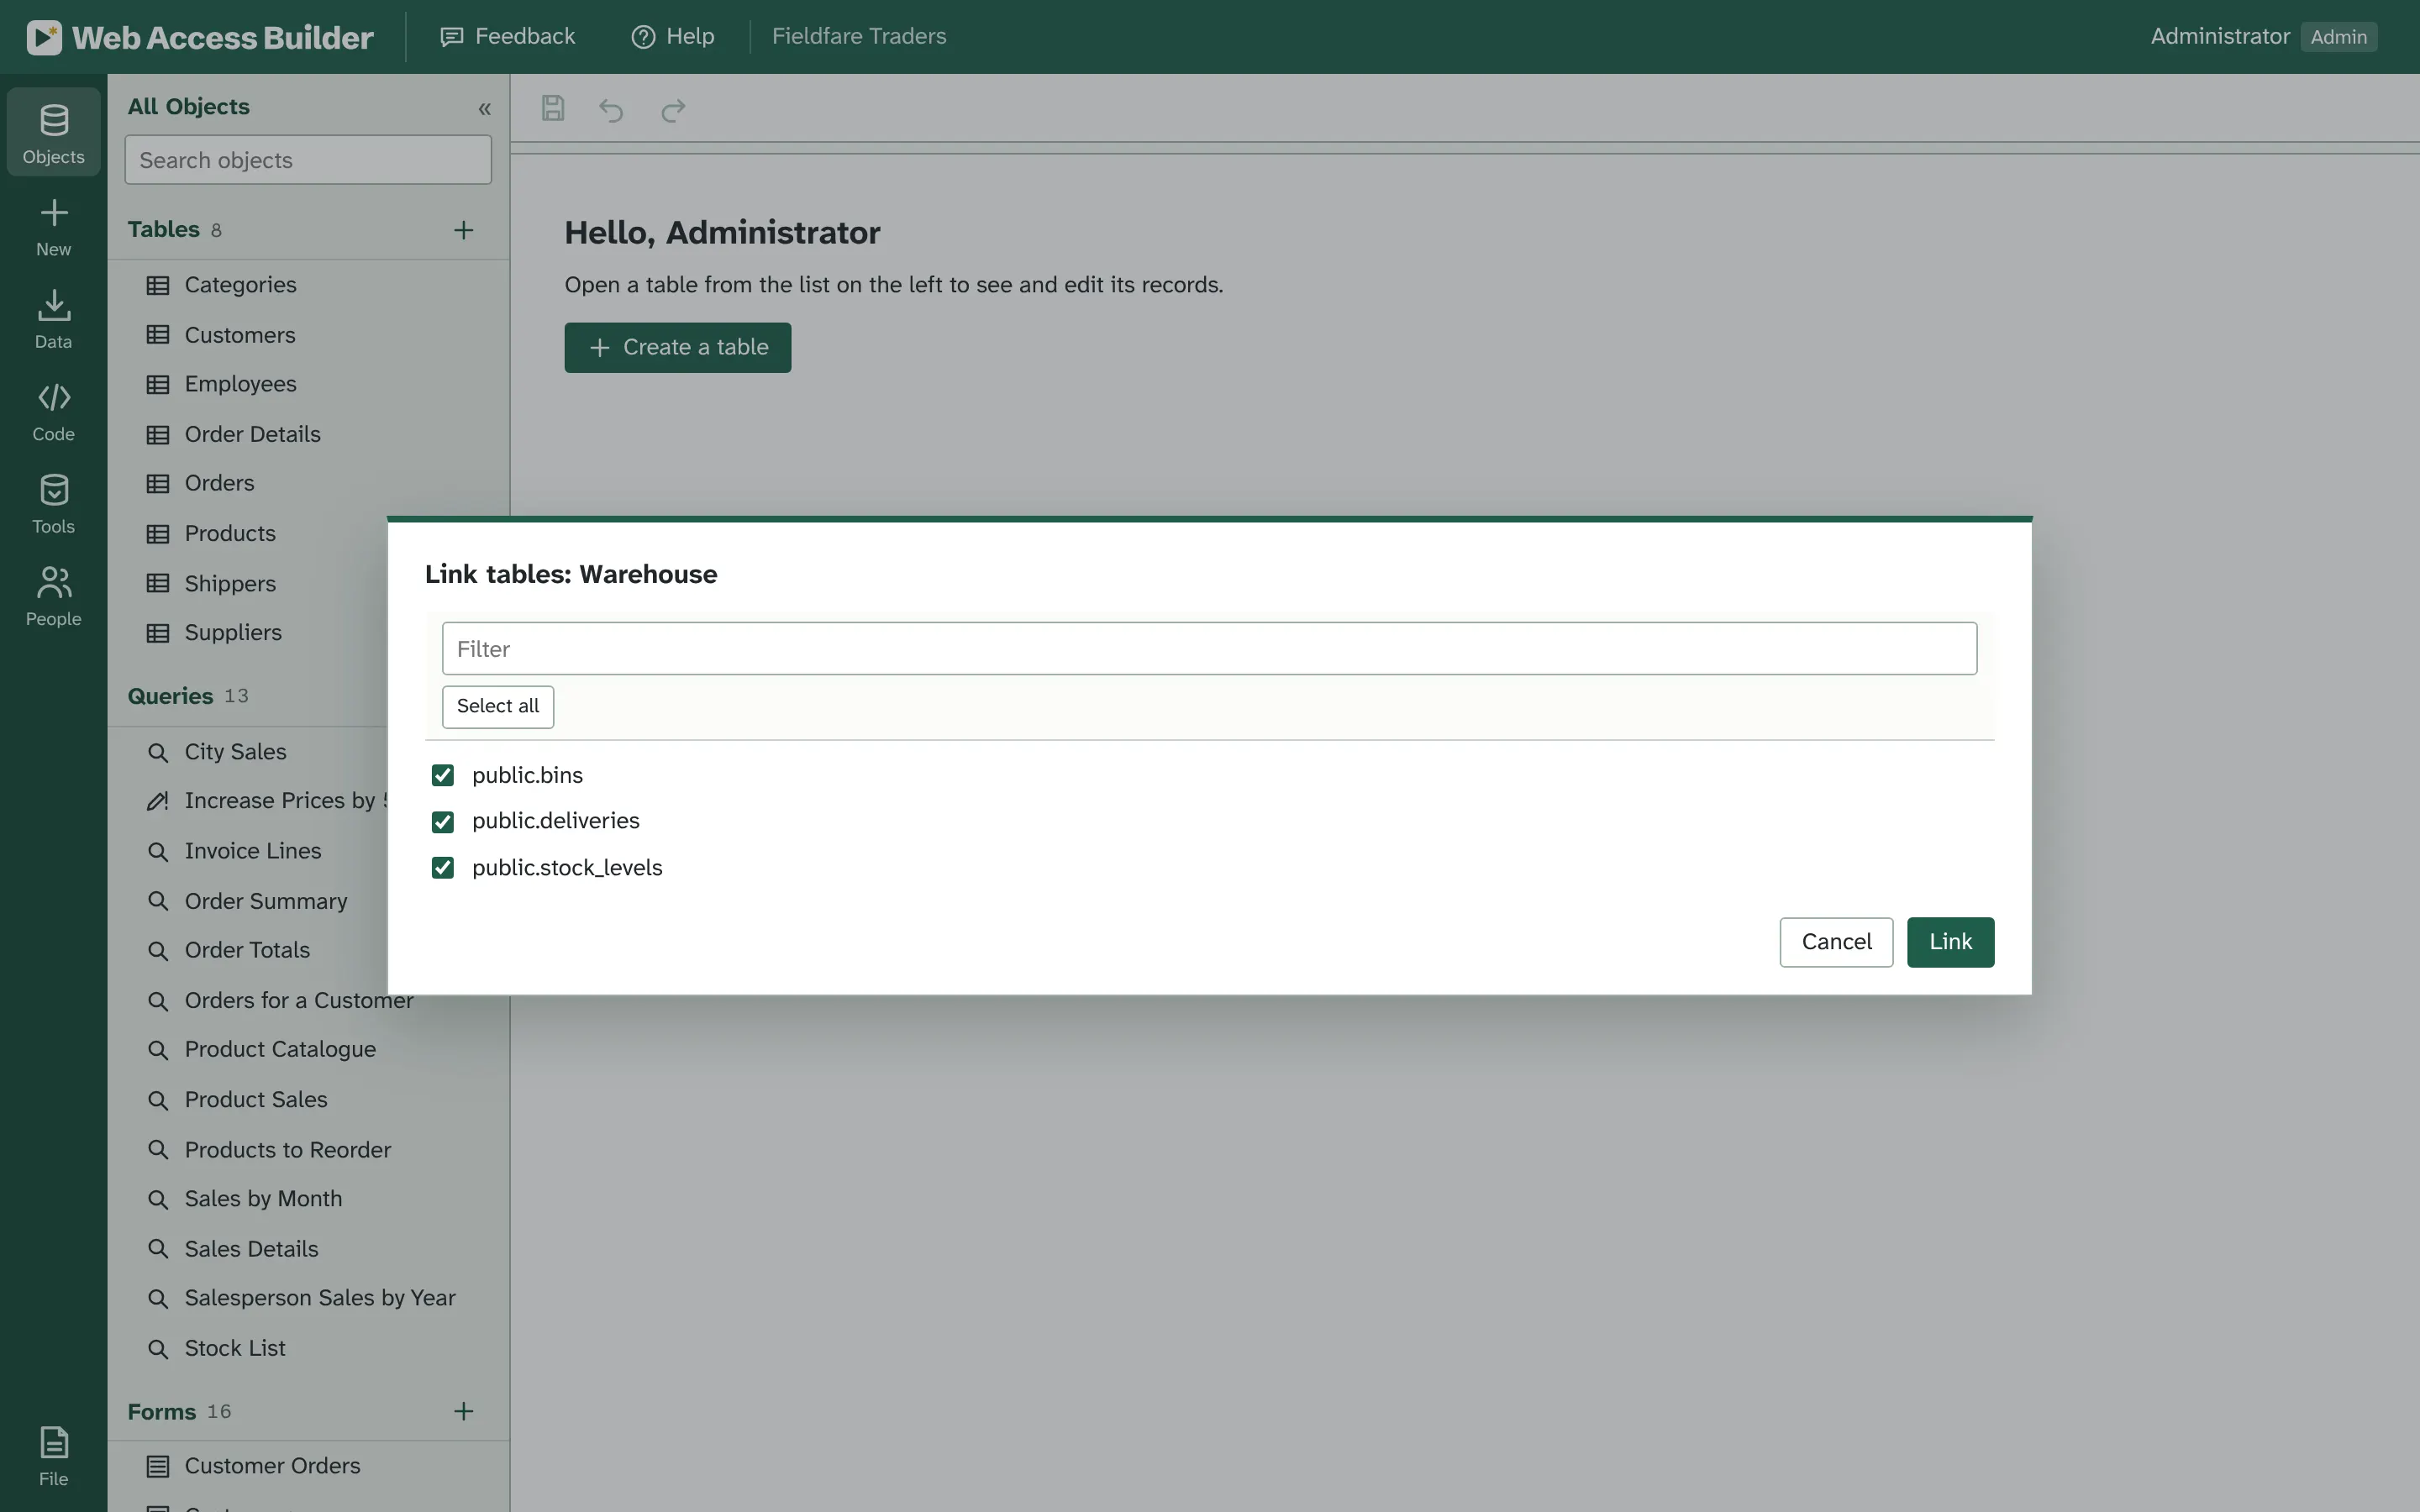 Web Access Builder
Feedback
Help
Fieldfare Traders
Administrator
Admin
Objects
New
Data
Code
Tools
People
File
All Objects
Search objects
Tables 8
Categories
Customers
Employees
Order Details
Orders
Products
Shippers
Suppliers
Queries 13
City Sales
Increase Prices by
Invoice Lines
Order Summary
Order Totals
Orders for a Customer
Product Catalogue
Product Sales
Products to Reorder
Sales by Month
Sales Details
Salesperson Sales by Year
Stock List
Forms 16
Customer Orders
Hello, Administrator
Open a table from the list on the left to see and edit its records.
Create a table
Link tables: Warehouse
Filter
Select all
public.bins
public.deliveries
public.stock_levels
Cancel
Link